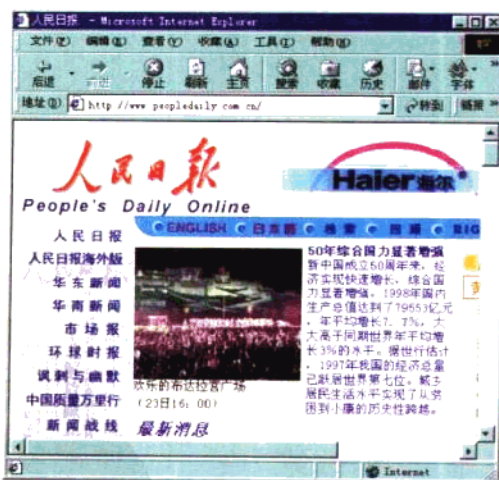 人民日报 - Microsoft Internet Explorer
文件(F) 编辑(E) 查看(V) 收藏(A) 工具(T) 帮助(H)
后退 前进 停止 刷新 主页 搜索 收藏 历史 邮件 字体
地址(D) http://www.peopledaily.com.cn/ 转到 链接
人民日报
Haier海尔
People's Daily Online
ENGLISH 日本語 检索 BIG
人民日报
人民日报海外版
华东新闻
华南新闻
市场报
环球时报
讽刺与幽默
中国质量万里行
新闻战线
欢乐的布达拉宫广场
(23日16:00)
最新消息
50年综合国力显著增强
新中国成立50周年来，经
济实现快速增长，综合国
力显著增强。1998年国内
生产总值达到了79553亿元
，年平均增长7.7%，大
大高于同期世界年平均增
长3%的水平。据世行估计
，1997年我国的经济总量
已跃居世界第七位。城乡
居民生活水平实现了从贫
困到小康的历史性跨越。
Internet